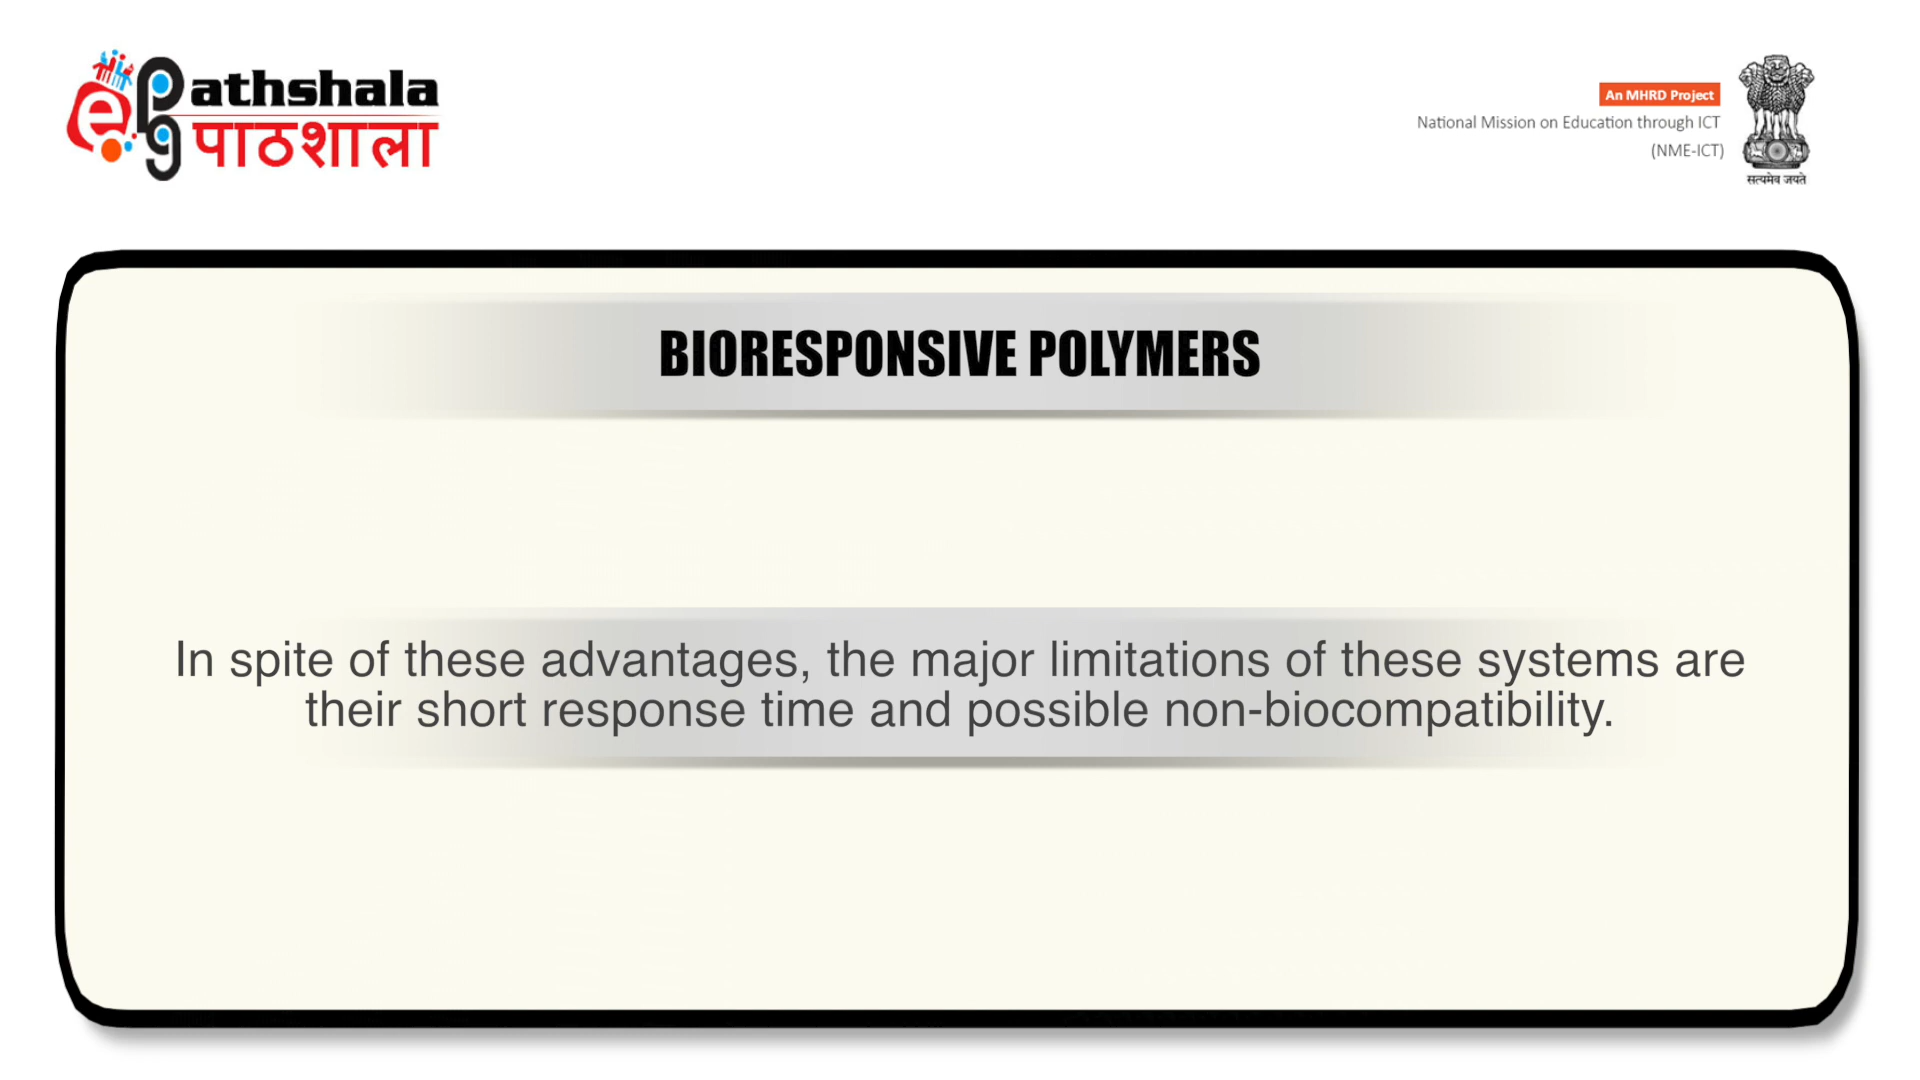 e
pg
athshala
पाठशाला
An MHRD Project
National Mission on Education through ICT
(NME-ICT)
सत्यमेव जयते
BIORESPONSIVE POLYMERS
In spite of these advantages, the major limitations of these systems are
their short response time and possible non-biocompatibility.